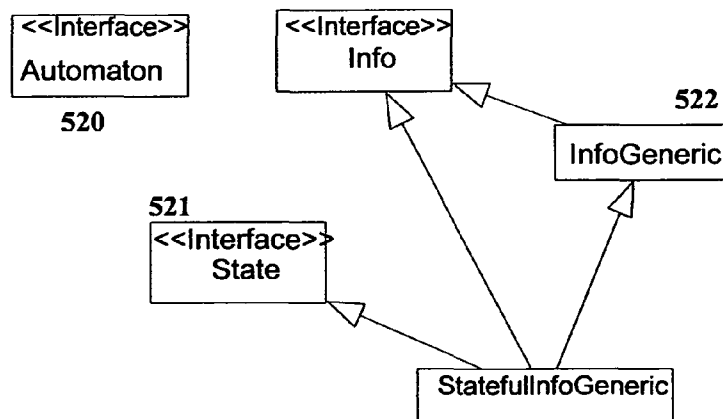 <<Interface>>
Automaton
520
<<Interface>>
Info
522
InfoGeneric
521
<<Interface>>
State
StatefulInfoGeneric